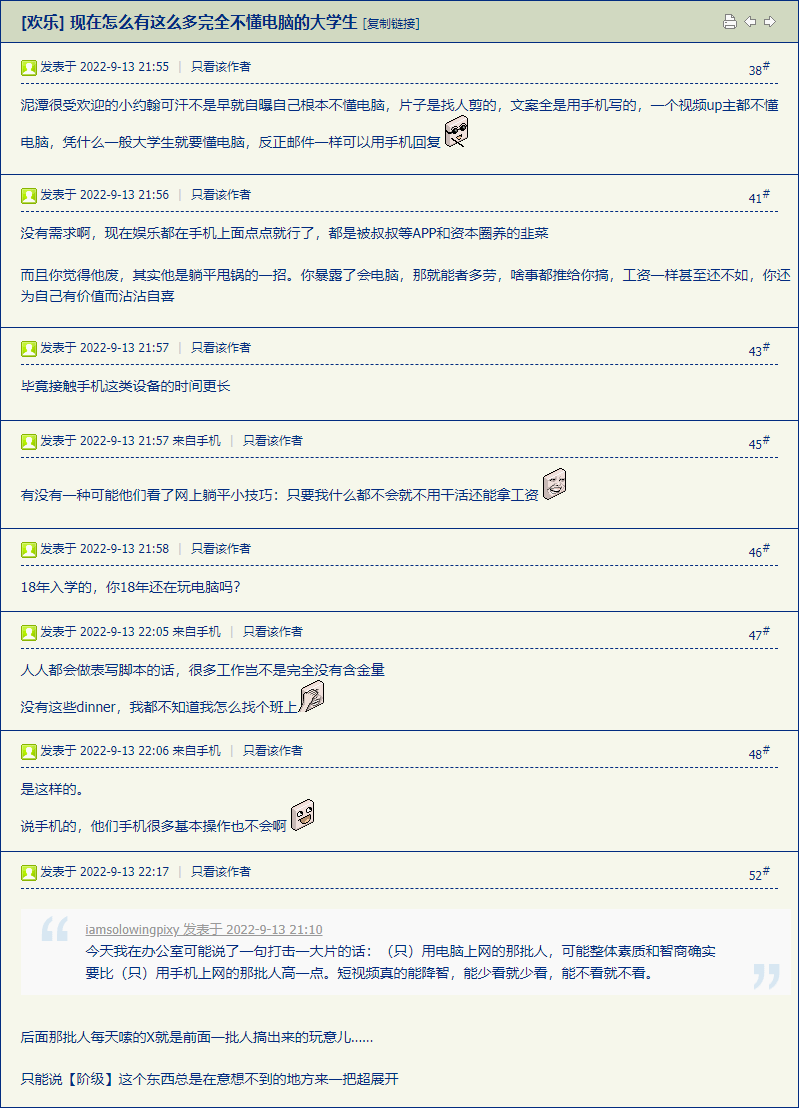 [欢乐] 现在怎么有这么多完全不懂电脑的大学生 [复制链接]
发表于 2022-9-13 21:55 | 只看该作者 38#
泥潭很受欢迎的小约翰可汗不是早就自曝自己根本不懂电脑，片子是找人剪的，文案全是用手机写的，一个视频up主都不懂
电脑，凭什么一般大学生就要懂电脑，反正邮件一样可以用手机回复
发表于 2022-9-13 21:56 | 只看该作者 41#
没有需求啊，现在娱乐都在手机上面点点就行了，都是被叔叔等APP和资本圈养的韭菜
而且你觉得他废，其实他是躺平甩锅的一招。你暴露了会电脑，那就能者多劳，啥事都推给你搞，工资一样甚至还不如，你还
为自己有价值而沾沾自喜
发表于 2022-9-13 21:57 | 只看该作者 43#
毕竟接触手机这类设备的时间更长
发表于 2022-9-13 21:57 来自手机 | 只看该作者 45#
有没有一种可能他们看了网上躺平小技巧：只要我什么都不会就不用干活还能拿工资
发表于 2022-9-13 21:58 | 只看该作者 46#
18年入学的，你18年还在玩电脑吗？
发表于 2022-9-13 22:05 来自手机 | 只看该作者 47#
人人都会做表写脚本的话，很多工作岂不是完全没有含金量
没有这些dinner，我都不知道我怎么找个班上
发表于 2022-9-13 22:06 来自手机 | 只看该作者 48#
是这样的。
说手机的，他们手机很多基本操作也不会啊
发表于 2022-9-13 22:17 | 只看该作者 52#
iamsolowingpixy 发表于 2022-9-13 21:10
今天我在办公室可能说了一句打击一大片的话：（只）用电脑上网的那批人，可能整体素质和智商确实
要比（只）用手机上网的那批人高一点。短视频真的能降智，能少看就少看，能不看就不看。
后面那批人每天嗦的X就是前面一批人搞出来的玩意儿……
只能说【阶级】这个东西总是在意想不到的地方来一把超展开